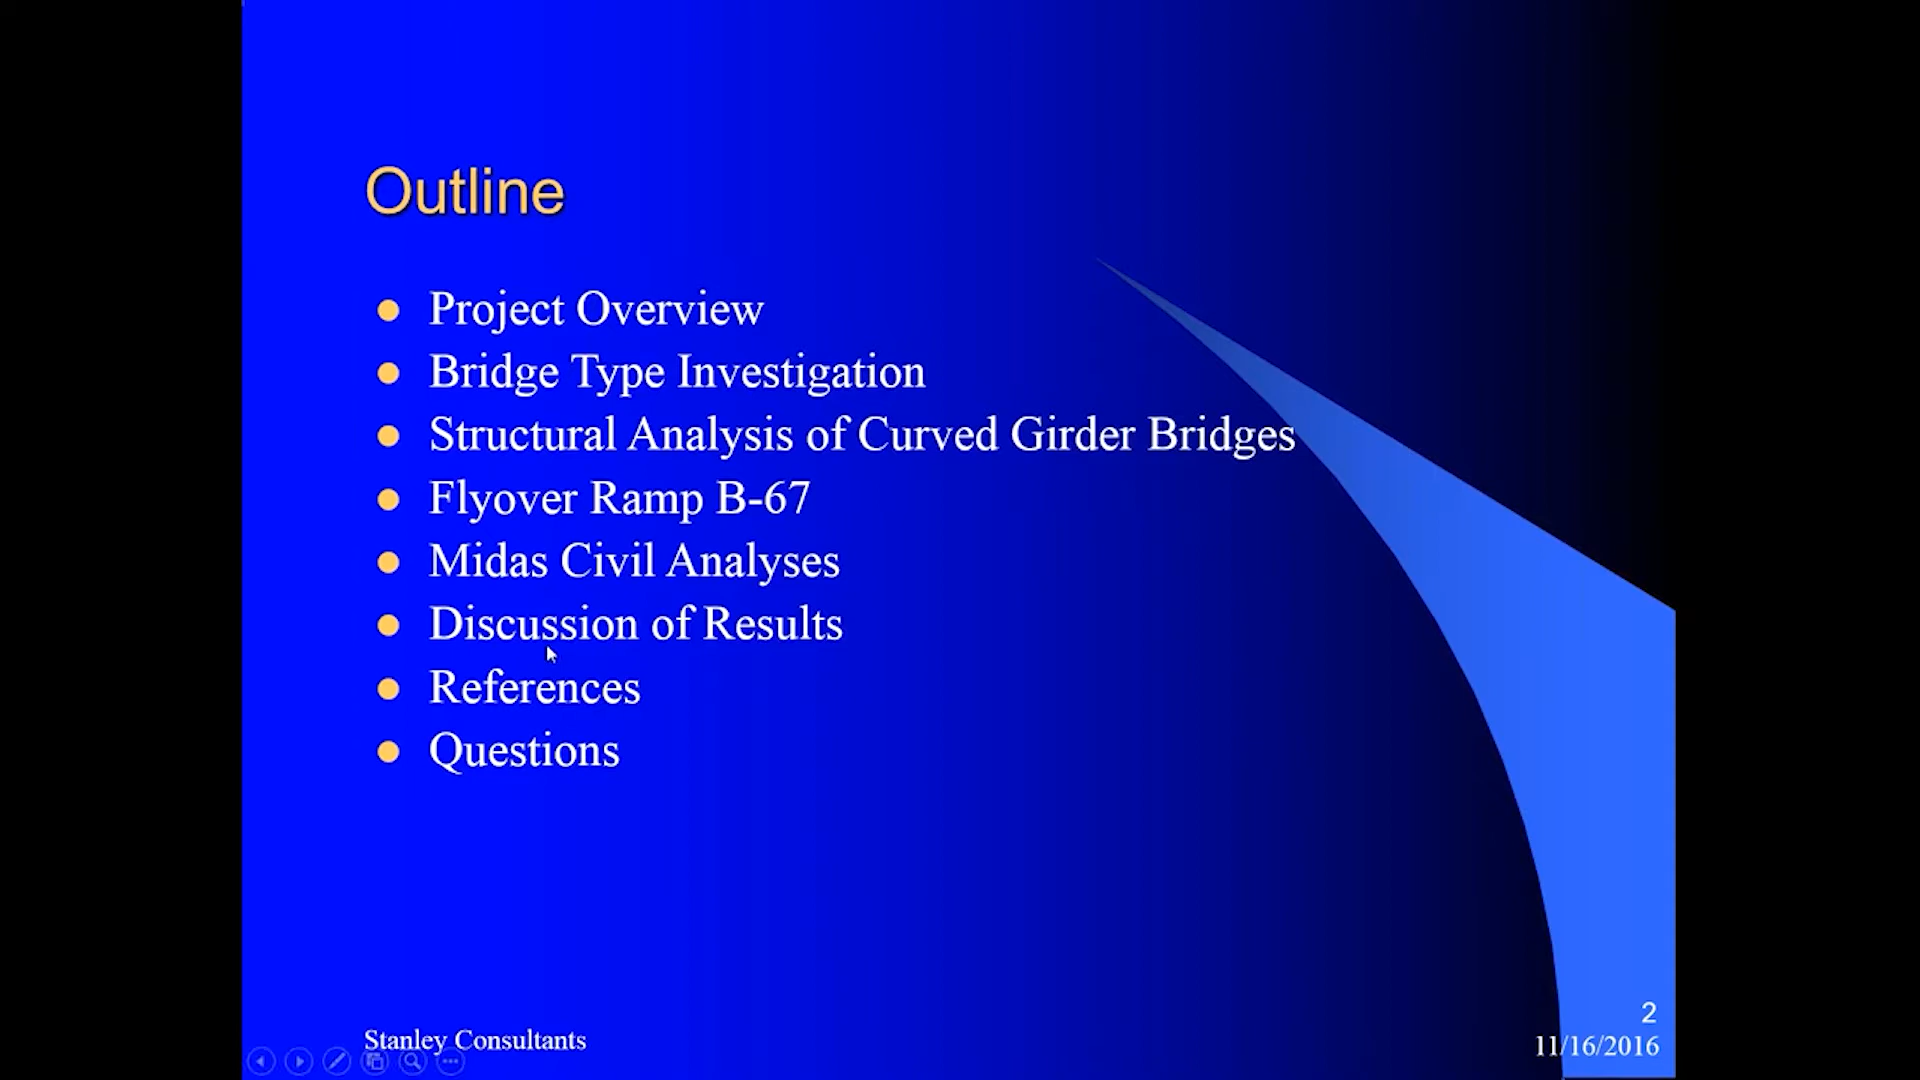 Outline
Project Overview
Bridge Type Investigation
Structural Analysis of Curved Girder Bridges
Flyover Ramp B-67
Midas Civil Analyses
Discussion of Results
References
Questions
Stanley Consultants
2
11/16/2016